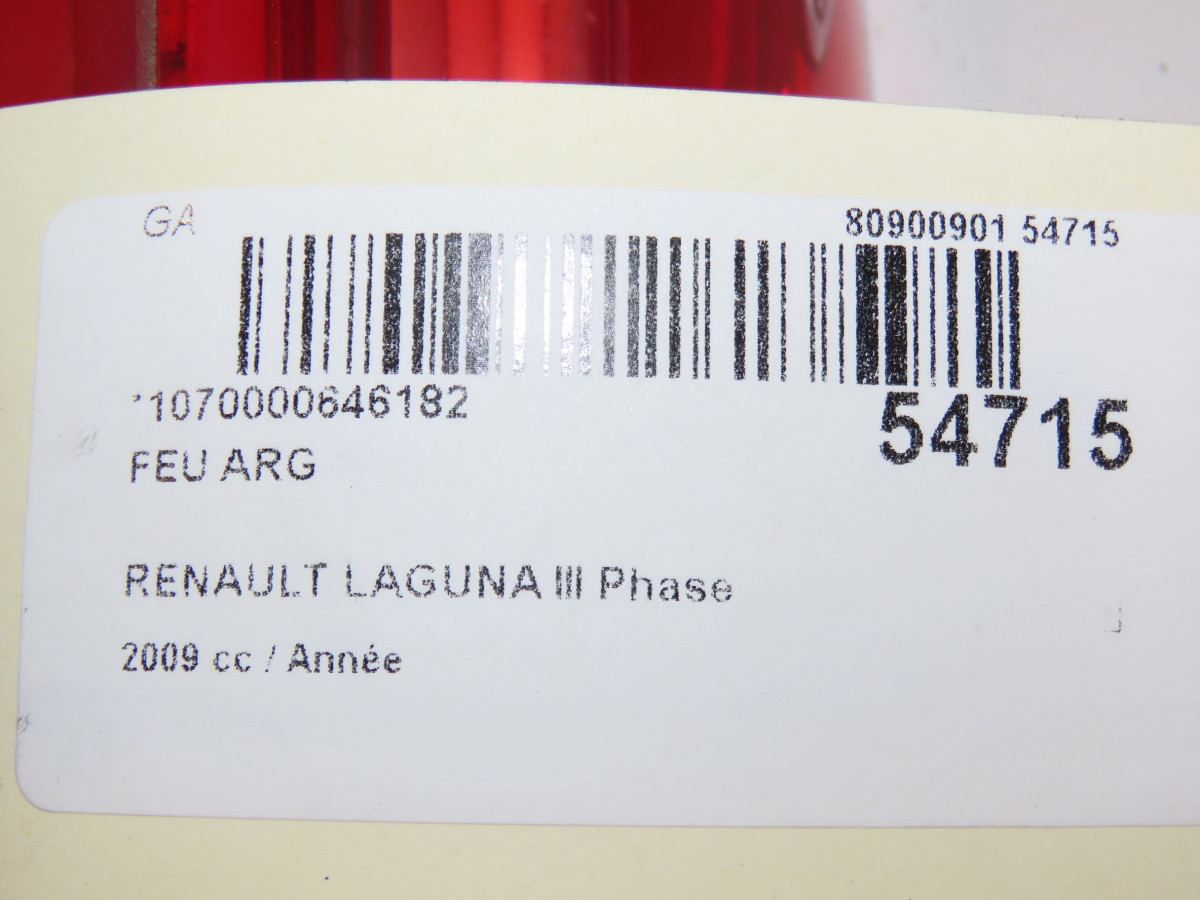 GA
80900901 54715
*1070000646182
54715
FEU ARG
RENAULT LAGUNA III Phase
2009 cc / Année